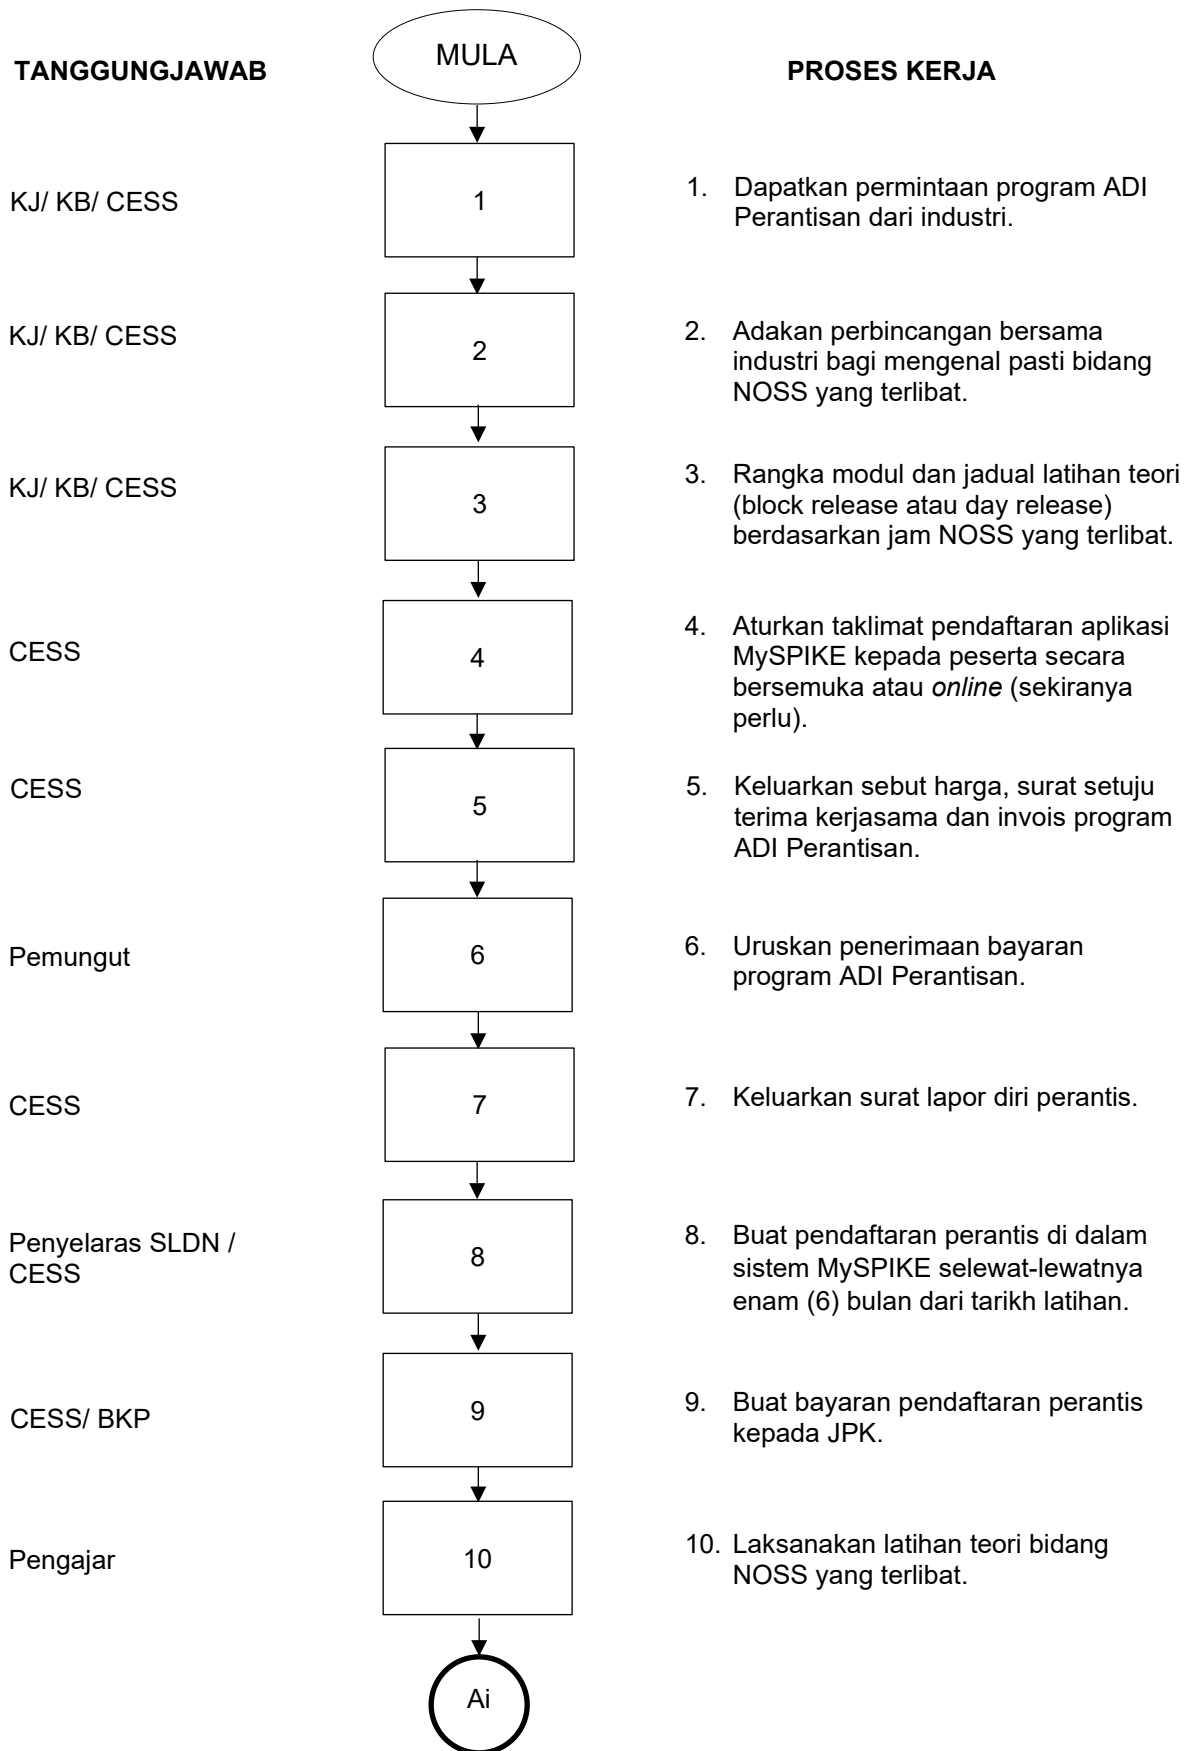 MULA
TANGGUNGJAWAB
PROSES KERJA
KJ/ KB/ CESS
1
1. Dapatkan permintaan program ADI
Perantisan dari industri.
KJ/ KB/ CESS
2
2. Adakan perbincangan bersama
industri bagi mengenal pasti bidang
NOSS yang terlibat.
KJ/ KB/ CESS
3
3. Rangka modul dan jadual latihan teori
(block release atau day release)
berdasarkan jam NOSS yang terlibat.
CESS
4
4. Aturkan taklimat pendaftaran aplikasi
MySPIKE kepada peserta secara
bersemuka atau online (sekiranya
perlu).
CESS
5
5. Keluarkan sebut harga, surat setuju
terima kerjasama dan invois program
ADI Perantisan.
Pemungut
6
6. Uruskan penerimaan bayaran
program ADI Perantisan.
CESS
7
7. Keluarkan surat lapor diri perantis.
Penyelaras SLDN /
CESS
8
8. Buat pendaftaran perantis di dalam
sistem MySPIKE selewat-lewatnya
enam (6) bulan dari tarikh latihan.
CESS/ BKP
9
9. Buat bayaran pendaftaran perantis
kepada JPK.
Pengajar
10
10. Laksanakan latihan teori bidang
NOSS yang terlibat.
Ai